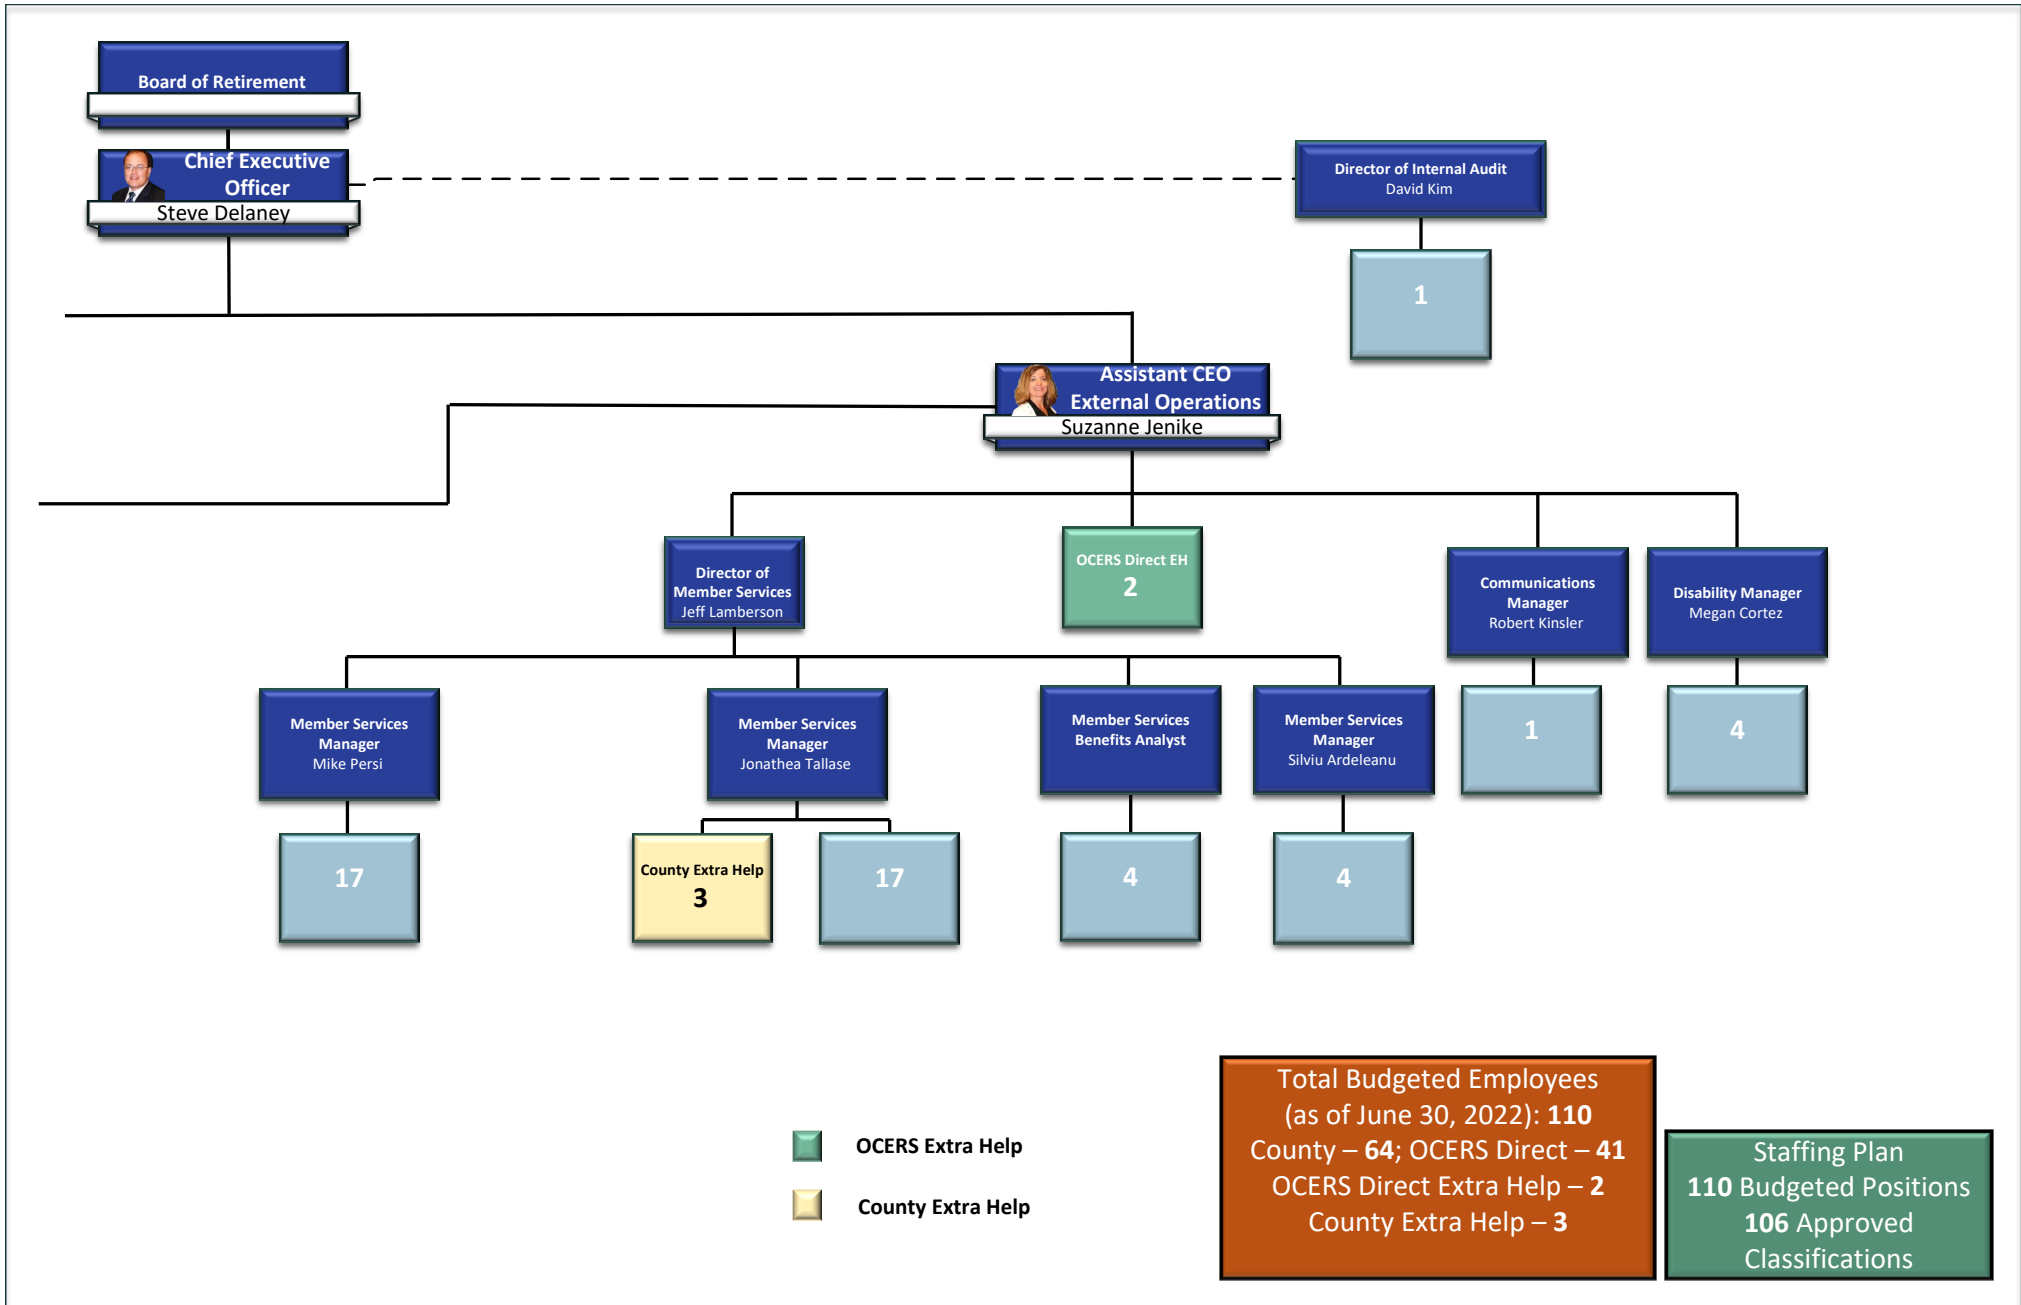 Board of Retirement
Chief Executive
Officer
Steve Delaney
Director of Internal Audit
David Kim
1
Assistant CEO
External Operations
Suzanne Jenike
Director of
Member Services
Jeff Lamberson
OCERS Direct EH
2
Communications
Manager
Robert Kinsler
Disability Manager
Megan Cortez
Member Services
Manager
Mike Persi
Member Services
Manager
Jonathea Tallase
Member Services
Benefits Analyst
Member Services
Manager
Silviu Ardeleanu
1
4
17
County Extra Help
3
17
4
4
OCERS Extra Help
County Extra Help
Total Budgeted Employees
(as of June 30, 2022): 110
County – 64; OCERS Direct – 41
OCERS Direct Extra Help – 2
County Extra Help – 3
Staffing Plan
110 Budgeted Positions
106 Approved
Classifications